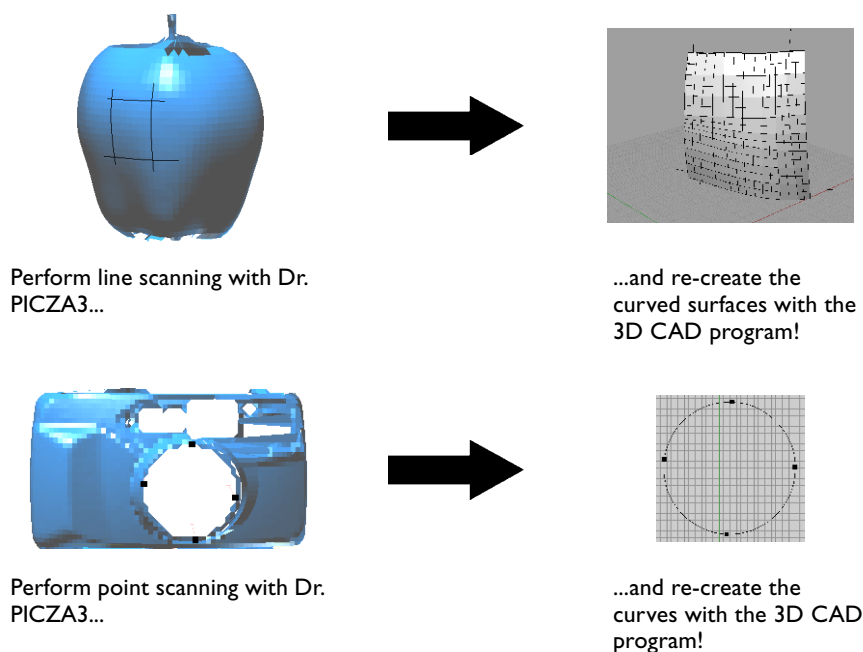 Perform line scanning with Dr.
PICZA3...
...and re-create the
curved surfaces with the
3D CAD program!
Perform point scanning with Dr.
PICZA3...
...and re-create the
curves with the 3D CAD
program!